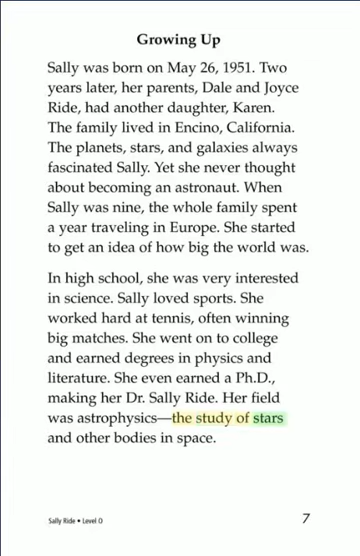 Growing Up
Sally was born on May 26, 1951. Two
years later, her parents, Dale and Joyce
Ride, had another daughter, Karen.
The family lived in Encino, California.
The planets, stars, and galaxies always
fascinated Sally. Yet she never thought
about becoming an astronaut. When
Sally was nine, the whole family spent
a year traveling in Europe. She started
to get an idea of how big the world was.
In high school, she was very interested
in science. Sally loved sports. She
worked hard at tennis, often winning
big matches. She went on to college
and earned degrees in physics and
literature. She even earned a Ph.D.,
making her Dr. Sally Ride. Her field
was astrophysics—the study of stars
and other bodies in space.
Sally Ride • Level O
7